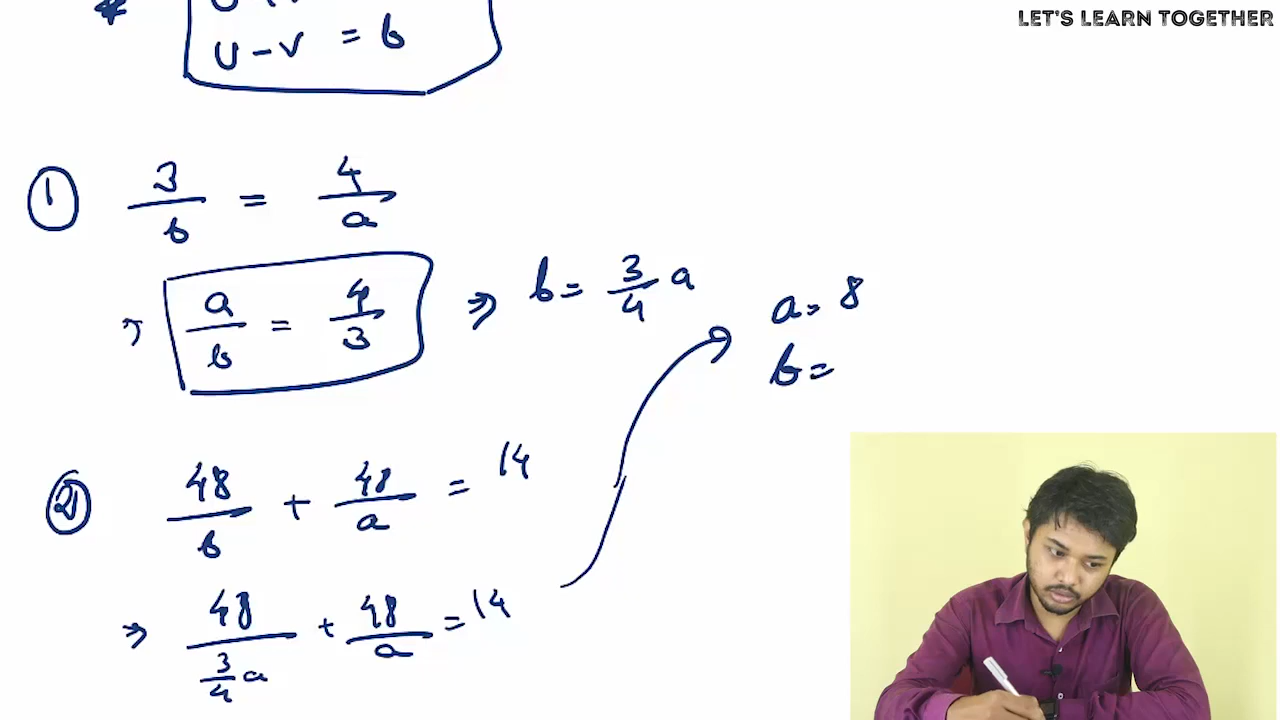 LET'S LEARN TOGETHER
U - V = b
① 3/b = 4/a
⇒ a/b = 4/3 ⇒ b = 3/4 a
a = 8
b =
② 48/b + 48/a = 14
⇒ 48/(3/4 a) + 48/a = 14